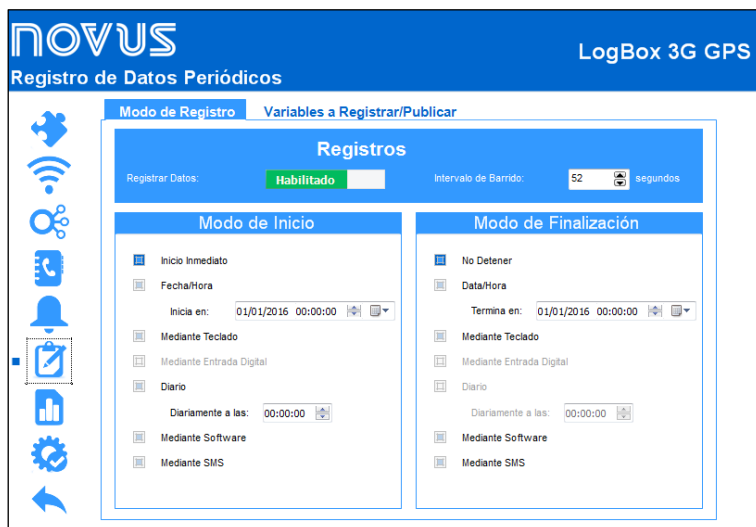 novus
LogBox 3G GPS
Registro de Datos Periódicos
Modo de Registro Variables a Registrar/Publicar
Registros
Registrar Datos: Habilitado Intervalo de Barrido: 52 segundos
Modo de Inicio
Inicio Inmediato
Fecha/Hora
Inicia en: 01/01/2016 00:00:00
Mediante Teclado
Mediante Entrada Digital
Diario
Diariamente a las: 00:00:00
Mediante Software
Mediante SMS
Modo de Finalización
No Detener
Data/Hora
Termina en: 01/01/2016 00:00:00
Mediante Teclado
Mediante Entrada Digital
Diario
Diariamente a las: 00:00:00
Mediante Software
Mediante SMS